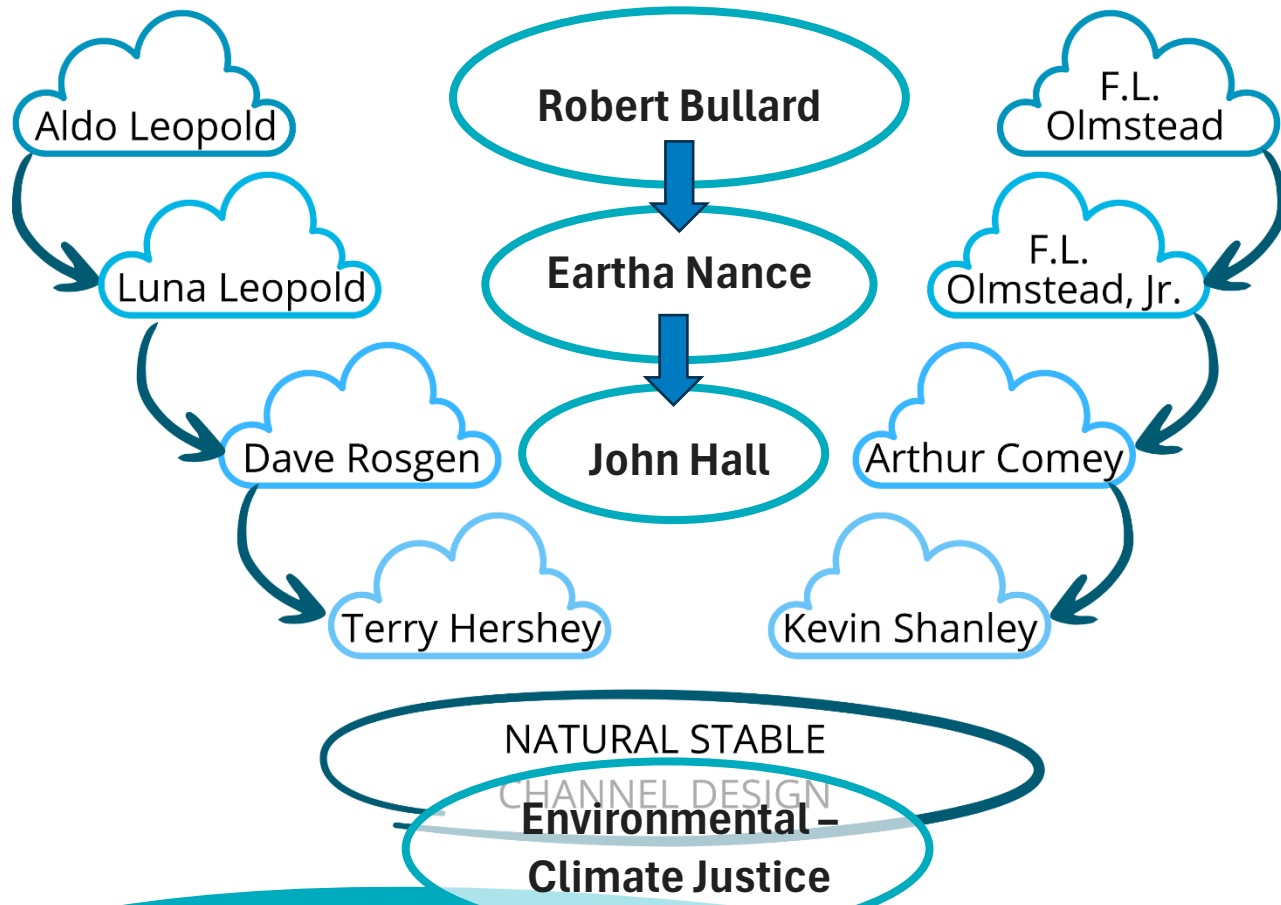 Aldo Leopold
Luna Leopold
Dave Rosgen
Terry Hershey
Robert Bullard
Eartha Nance
John Hall
F.L.
Olmstead
F.L.
Olmstead, Jr.
Arthur Comey
Kevin Shanley
NATURAL STABLE
CHANNEL DESIGN
Environmental –
Climate Justice